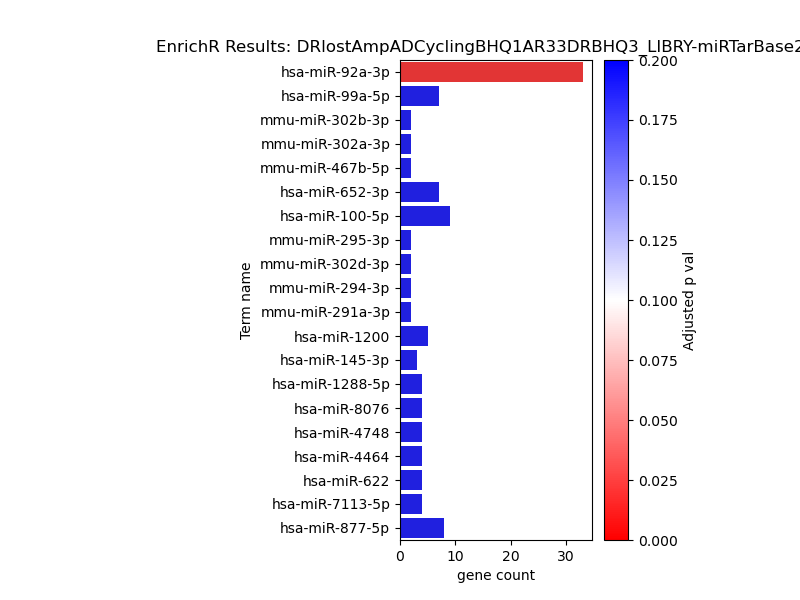 EnrichR Results: DRlostAmpADCyclingBHQ1AR33DRBHQ3_LIBRY-miRTarBase2
hsa-miR-92a-3p
hsa-miR-99a-5p
mmu-miR-302b-3p
mmu-miR-302a-3p
mmu-miR-467b-5p
hsa-miR-652-3p
hsa-miR-100-5p
mmu-miR-295-3p
mmu-miR-302d-3p
mmu-miR-294-3p
mmu-miR-291a-3p
hsa-miR-1200
hsa-miR-145-3p
hsa-miR-1288-5p
hsa-miR-8076
hsa-miR-4748
hsa-miR-4464
hsa-miR-622
hsa-miR-7113-5p
hsa-miR-877-5p
Term name
0 10 20 30
gene count
0.200
0.175
0.150
0.125
0.100
0.075
0.050
0.025
0.000
Adjusted p val